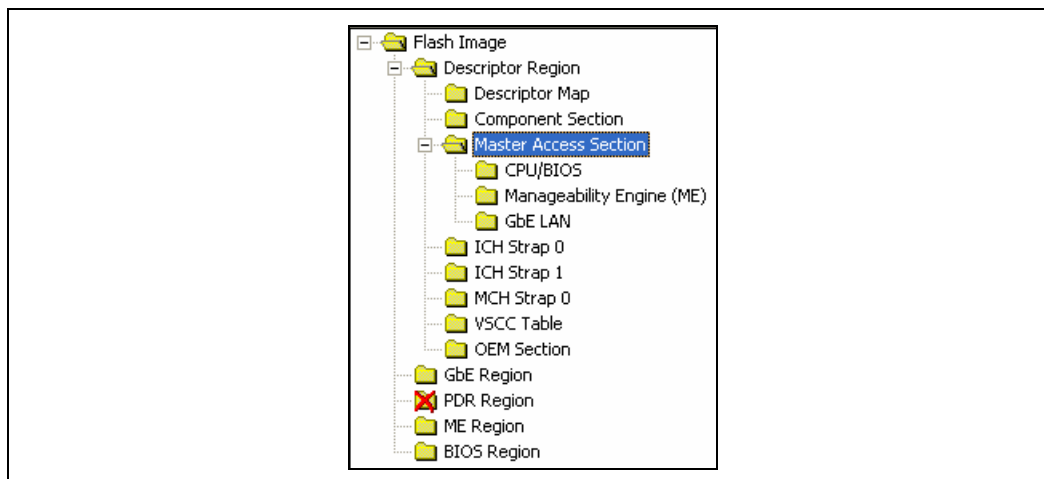 Flash Image
Descriptor Region
Descriptor Map
Component Section
Master Access Section
CPU/BIOS
Manageability Engine (ME)
GbE LAN
ICH Strap 0
ICH Strap 1
MCH Strap 0
VSCC Table
OEM Section
GbE Region
PDR Region
ME Region
BIOS Region